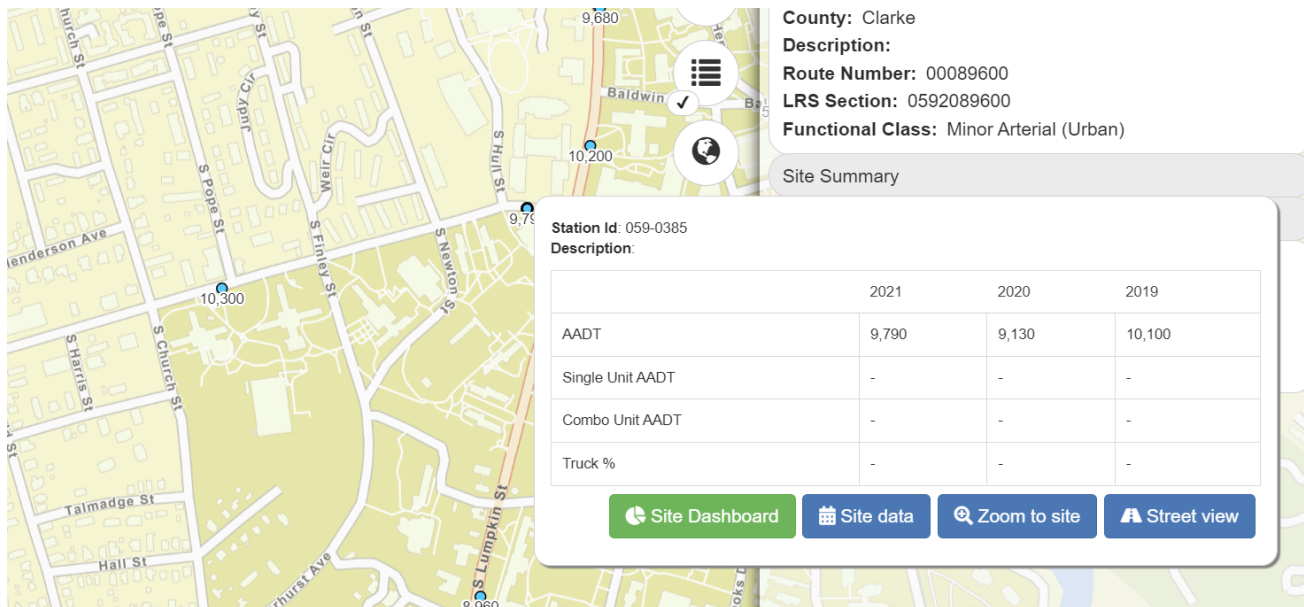 9,680
County: Clarke
Description:
Route Number: 00089600
LRS Section: 0592089600
Functional Class: Minor Arterial (Urban)
Site Summary
Baldwin
Judy Cir
Weir Cir
S Hull St
10,200
S Pope St
9,79
S Finley St
S Newton St
10,300
S Church St
S Harris St
Talmadge St
Hall St
S Lumpkin St
8,960
Station Id: 059-0385
Description:
2021 2020 2019
AADT 9,790 9,130 10,100
Single Unit AADT - - -
Combo Unit AADT - - -
Truck % - - -
Site Dashboard Site data Zoom to site Street view